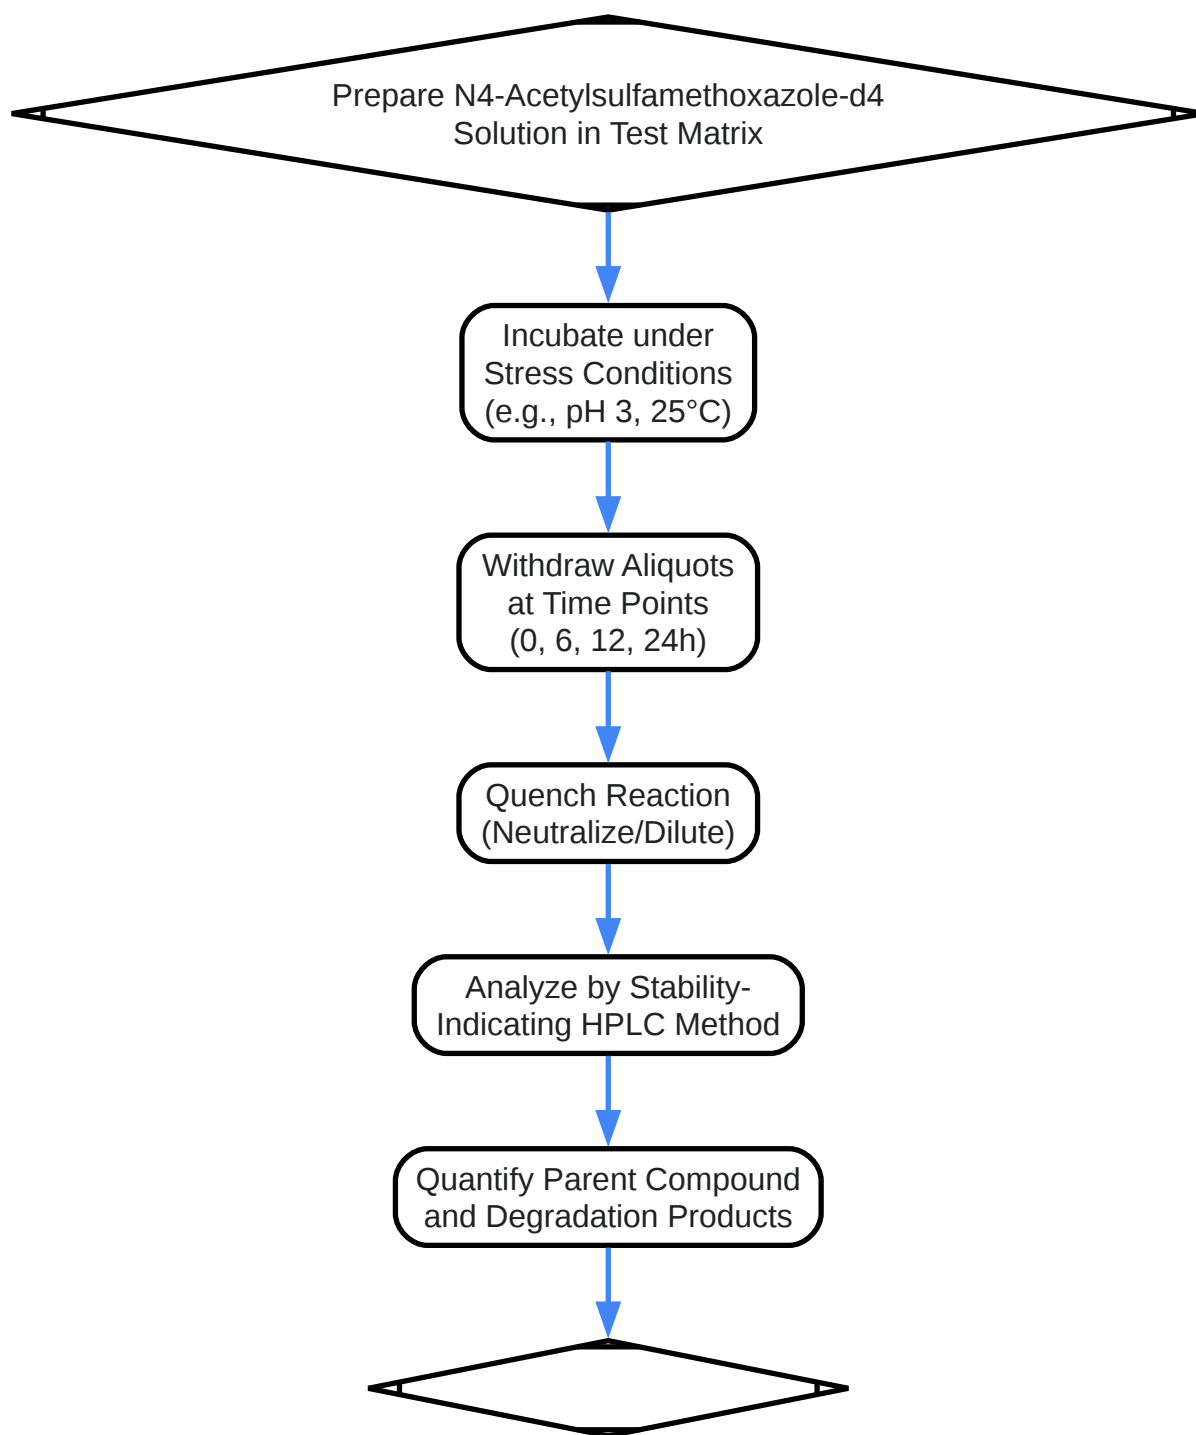 Prepare N4-Acetylsulfamethoxazole-d4
Solution in Test Matrix
Incubate under
Stress Conditions
(e.g., pH 3, 25°C)
Withdraw Aliquots
at Time Points
(0, 6, 12, 24h)
Quench Reaction
(Neutralize/Dilute)
Analyze by Stability-
Indicating HPLC Method
Quantify Parent Compound
and Degradation Products